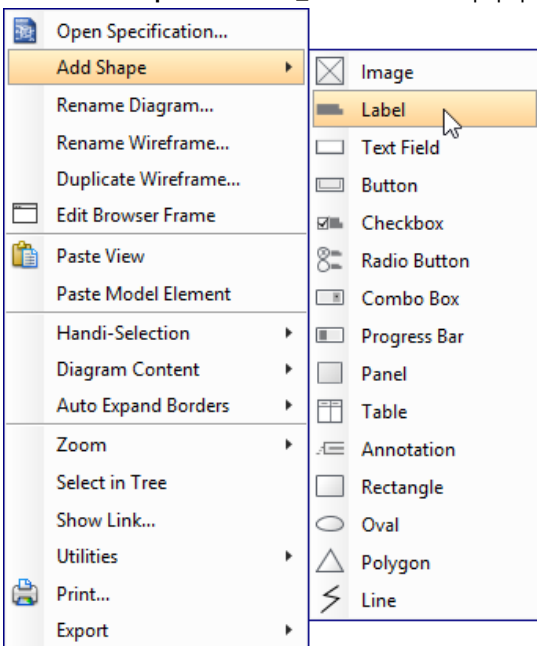 Open Specification...
Add Shape
Rename Diagram...
Rename Wireframe...
Duplicate Wireframe...
Edit Browser Frame
Paste View
Paste Model Element
Handi-Selection
Diagram Content
Auto Expand Borders
Zoom
Select in Tree
Show Link...
Utilities
Print...
Export
Image
Label
Text Field
Button
Checkbox
Radio Button
Combo Box
Progress Bar
Panel
Table
Annotation
Rectangle
Oval
Polygon
Line